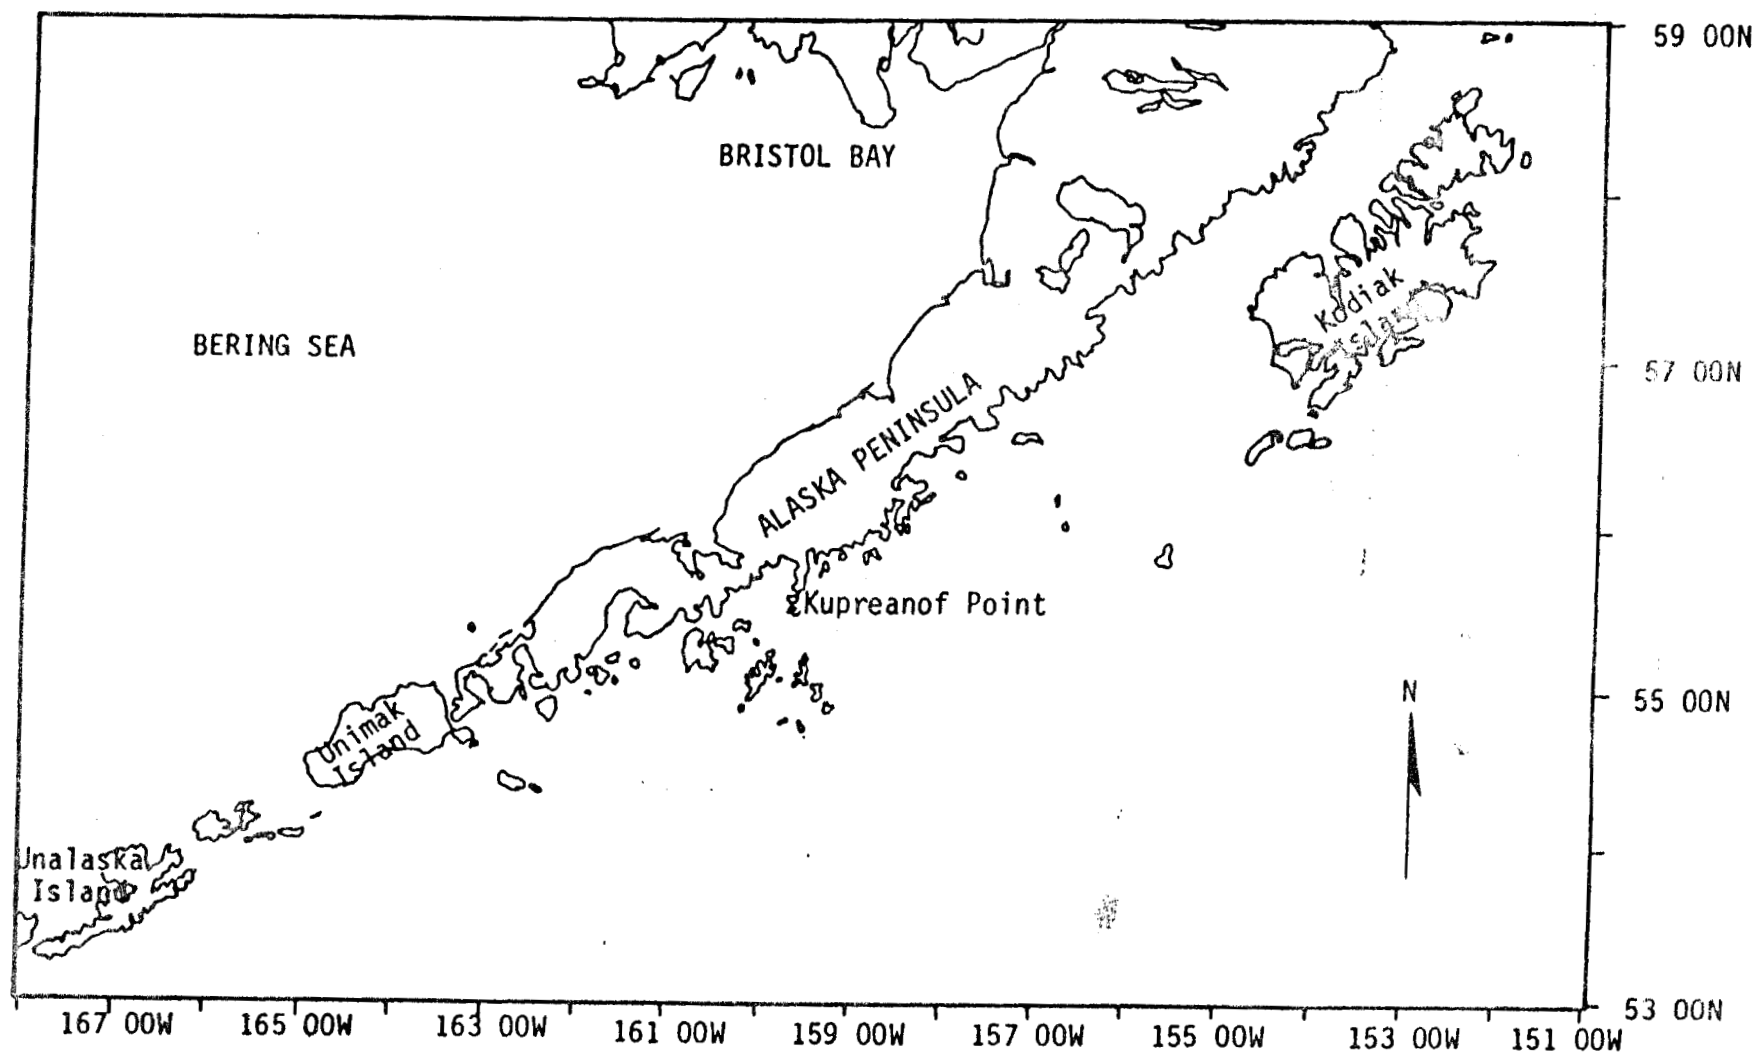 59 00N
BRISTOL BAY
BERING SEA
Kodiak
Island
57 00N
ALASKA PENINSULA
Kupreanof Point
N
55 00N
Unimak
Island
Unalaska
Island
53 00N
167 00W 165 00W 163 00W 161 00W 159 00W 157 00W 155 00W 153 00W 151 00W